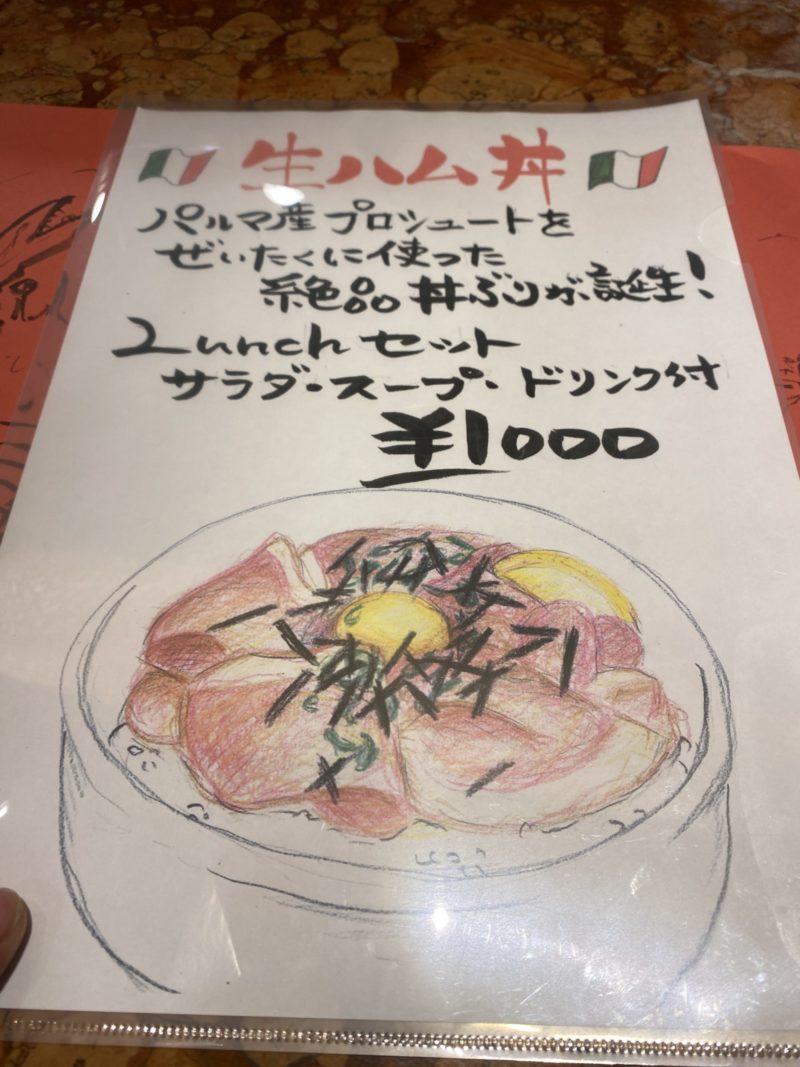 生ハム丼
パルマ産プロシュートを
ぜいたくに使った
絶品丼ぶりが誕生!
Lunchセット
サラダ・スープ・ドリンク付
¥1000